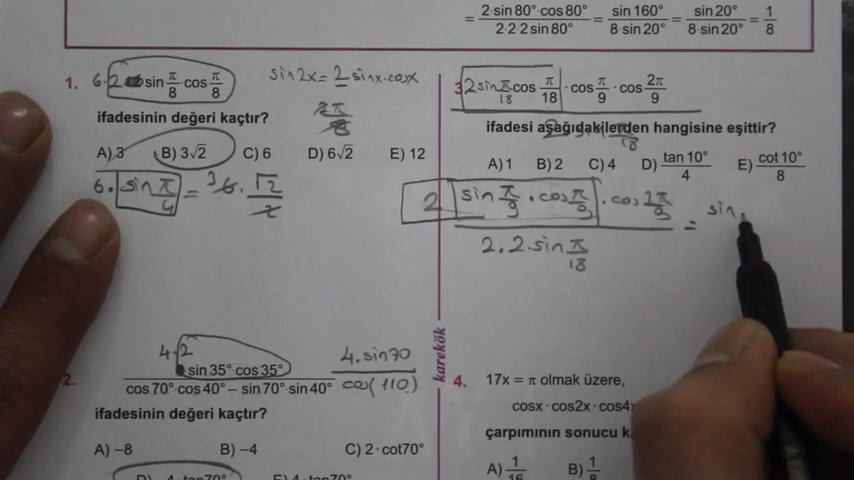 = 2·sin 80°·cos 80° / 2·2·2 sin 80° = sin 160° / 8·sin 20° = sin 20° / 8·sin 20° = 1/8
1. 6·2 sin π/8 · cos π/8
sin2x = 2 sinx·cosx
2π/8
ifadesinin değeri kaçtır?
A) 3 B) 3√2 C) 6 D) 6√2 E) 12
6· sin π/4 = 3 6 · √2/2
4·2
2. sin 35°·cos 35° / cos 70°·cos 40° – sin 70°·sin 40°
4·sin70 / cos(110)
ifadesinin değeri kaçtır?
A) –8 B) –4 C) 2·cot70°
karekök
3 2 sin π/18 cos π/18 · cos π/9 · cos 2π/9
ifadesi aşağıdakilerden hangisine eşittir?
A) 1 B) 2 C) 4 D) tan 10°/4 E) cot 10°/8
2 sin π/9 · cos π/9 · cos 2π/9 / 2·2·sin π/18 = sin
4. 17x = π olmak üzere,
cosx·cos2x·cos4x
çarpımının sonucu
A) 1/16 B) 1/8